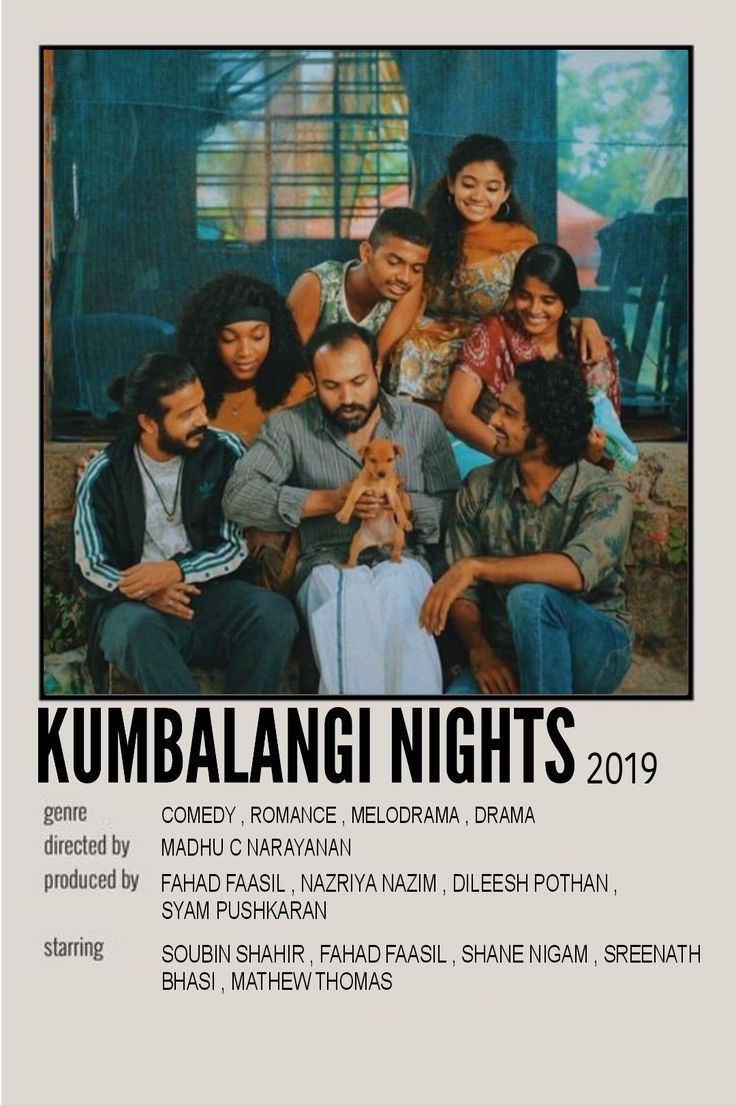 KUMBALANGI NIGHTS 2019
genre COMEDY , ROMANCE , MELODRAMA , DRAMA
directed by MADHU C NARAYANAN
produced by FAHAD FAASIL , NAZRIYA NAZIM , DILEESH POTHAN ,
SYAM PUSHKARAN
starring SOUBIN SHAHIR , FAHAD FAASIL , SHANE NIGAM , SREENATH
BHASI , MATHEW THOMAS